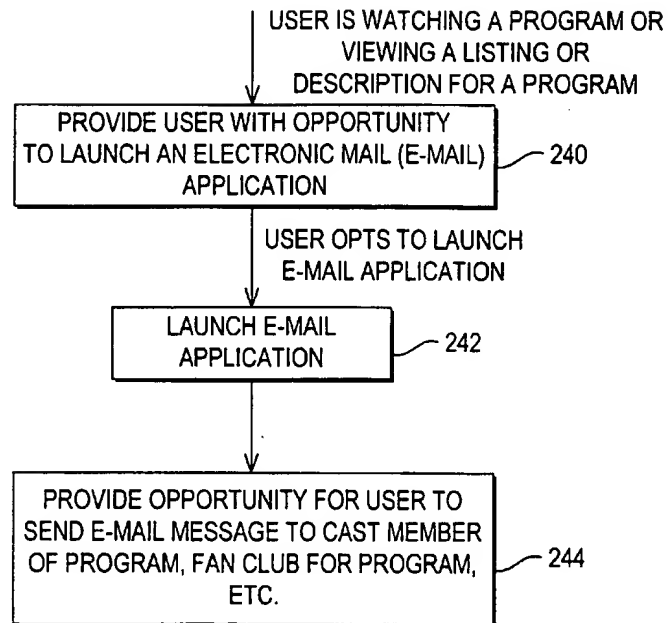 USER IS WATCHING A PROGRAM OR
VIEWING A LISTING OR
DESCRIPTION FOR A PROGRAM
PROVIDE USER WITH OPPORTUNITY
TO LAUNCH AN ELECTRONIC MAIL (E-MAIL)
APPLICATION
240
USER OPTS TO LAUNCH
E-MAIL APPLICATION
LAUNCH E-MAIL
APPLICATION
242
PROVIDE OPPORTUNITY FOR USER TO
SEND E-MAIL MESSAGE TO CAST MEMBER
OF PROGRAM, FAN CLUB FOR PROGRAM,
ETC.
244